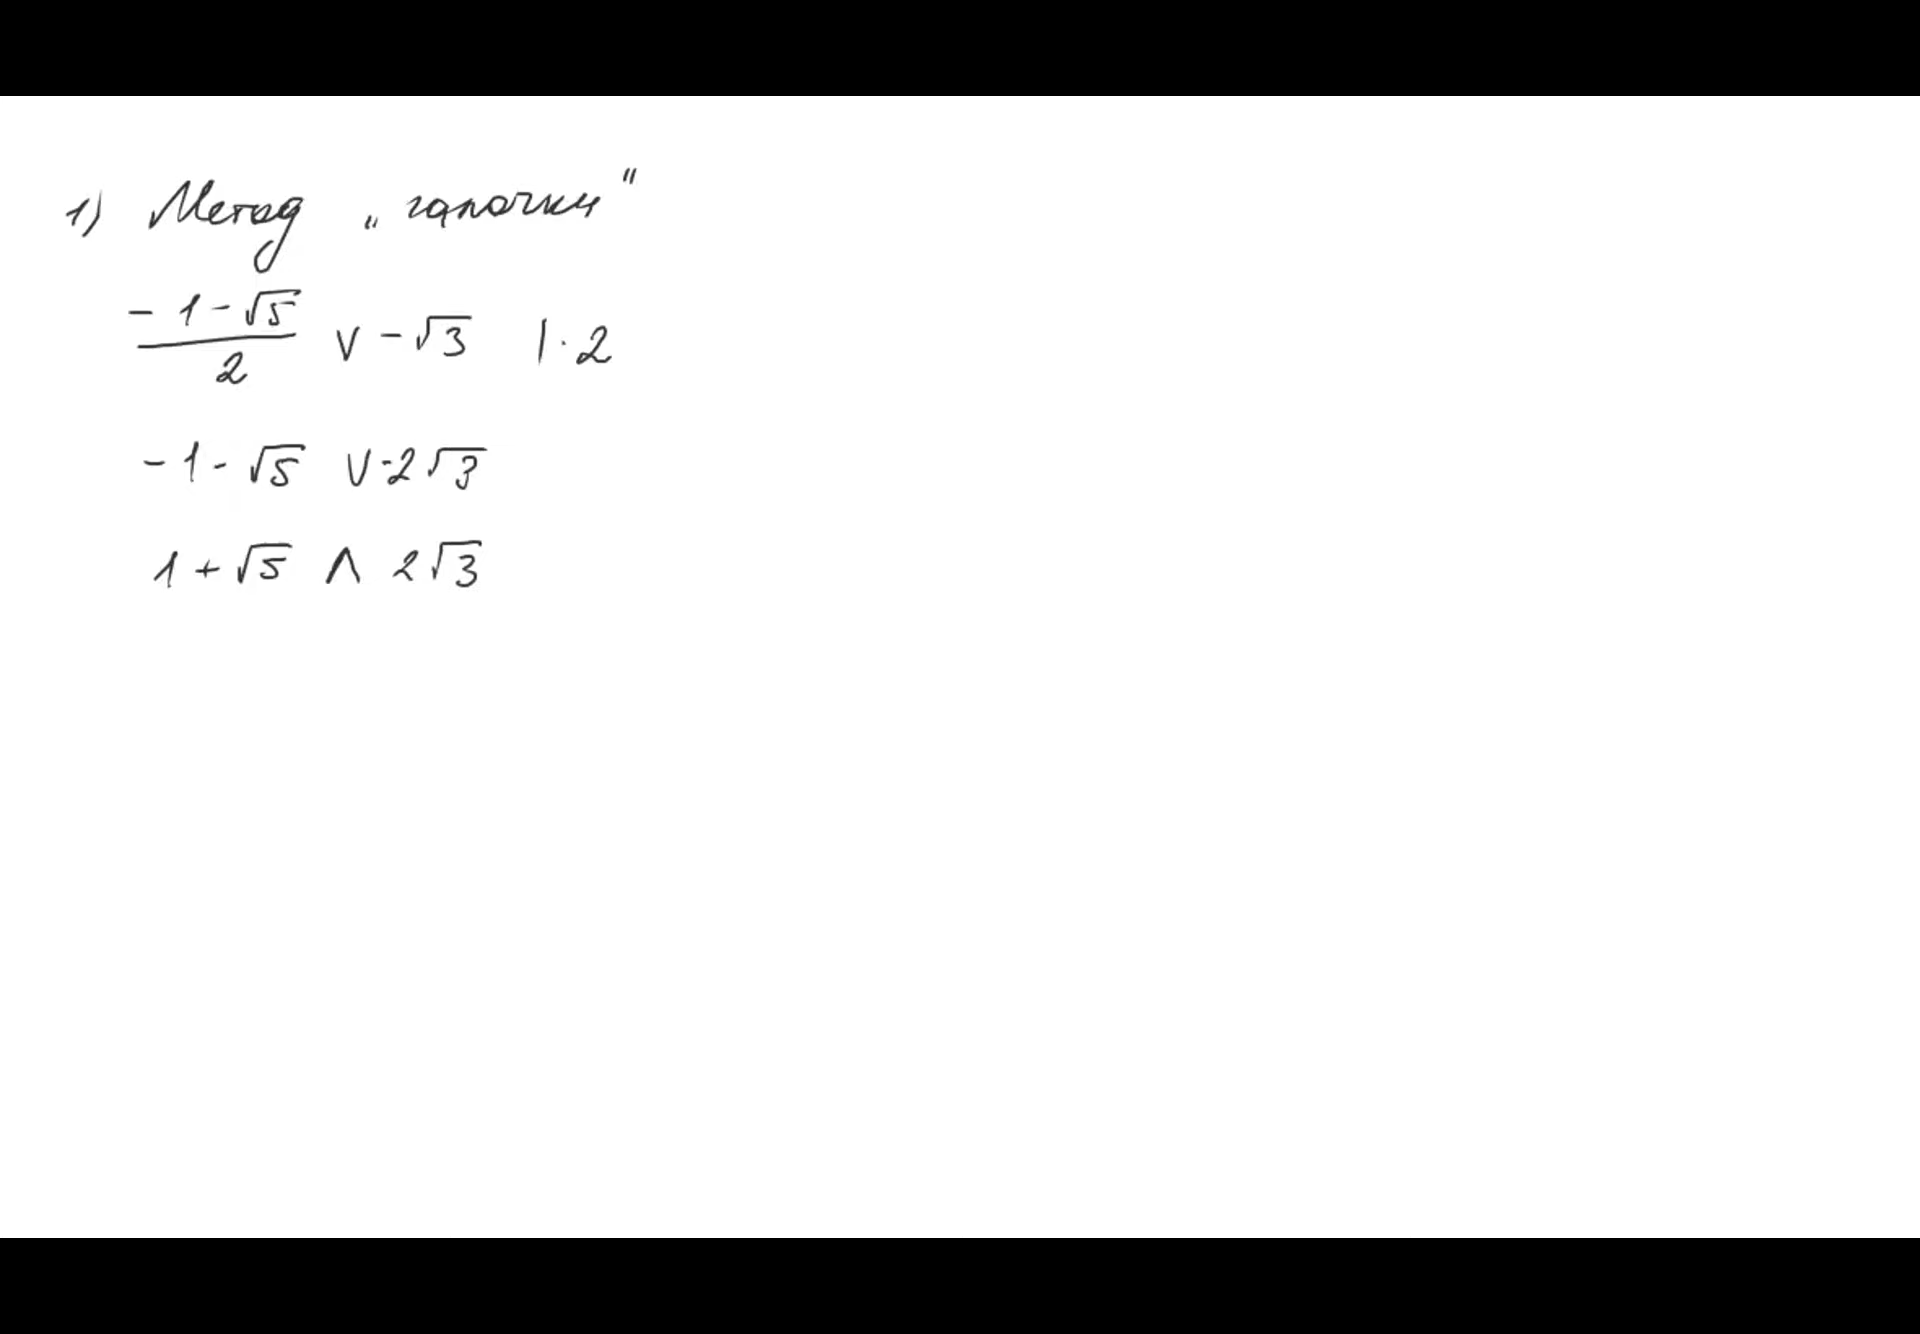 1) Метод „галочки“
(-1-√5)/2 ∨ -√3 |·2
-1-√5 ∨ -2√3
1+√5 ∧ 2√3